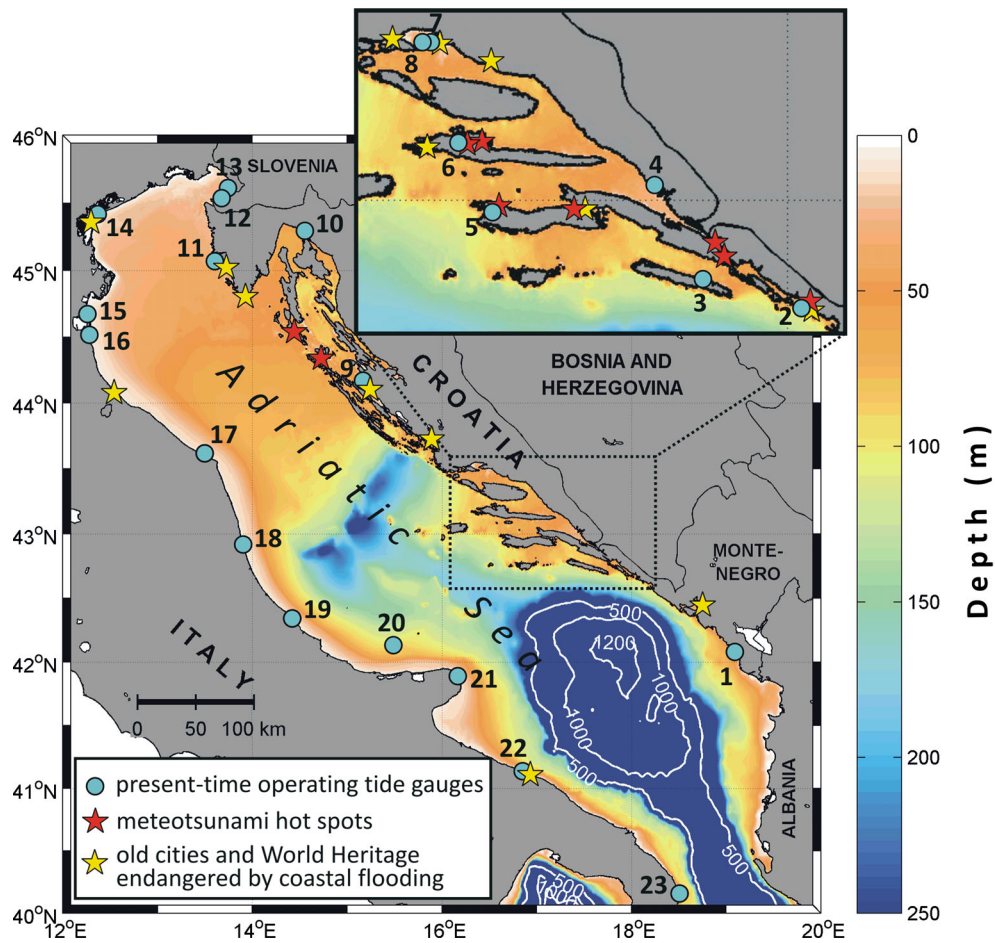 7
8
4
6
5
3
2
46°N
45°N
44°N
43°N
42°N
41°N
40°N
12°E
14°E
16°E
18°E
20°E
SLOVENIA
13
12
10
14
11
15
16
9
17
18
19
20
21
22
23
1
CROATIA
BOSNIA AND
HERZEGOVINA
MONTE-
NEGRO
ALBANIA
ITALY
Adriatic Sea
500
1200
1000
1000
500
500
500
1000
0 50 100 km
present-time operating tide gauges
meteotsunami hot spots
old cities and World Heritage
endangered by coastal flooding
0
50
100
150
200
250
Depth (m)